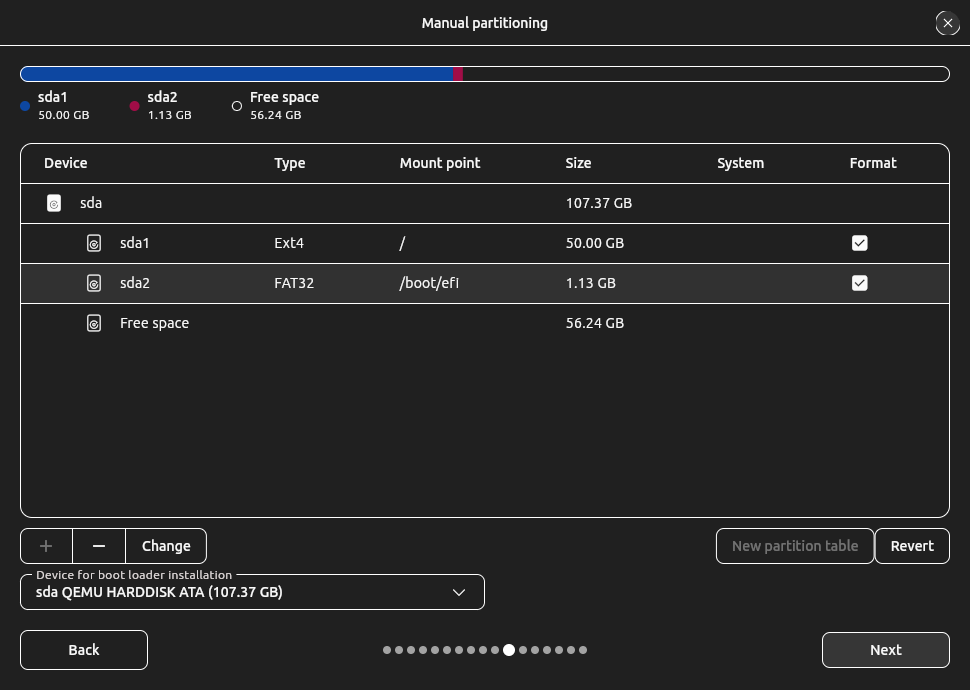 Manual partitioning
sda1
50.00 GB
sda2
1.13 GB
Free space
56.24 GB
Device Type Mount point Size System Format
sda 107.37 GB
sda1 Ext4 / 50.00 GB
sda2 FAT32 /boot/efi 1.13 GB
Free space 56.24 GB
Change
New partition table
Revert
Device for boot loader installation
sda QEMU HARDDISK ATA (107.37 GB)
Back
Next